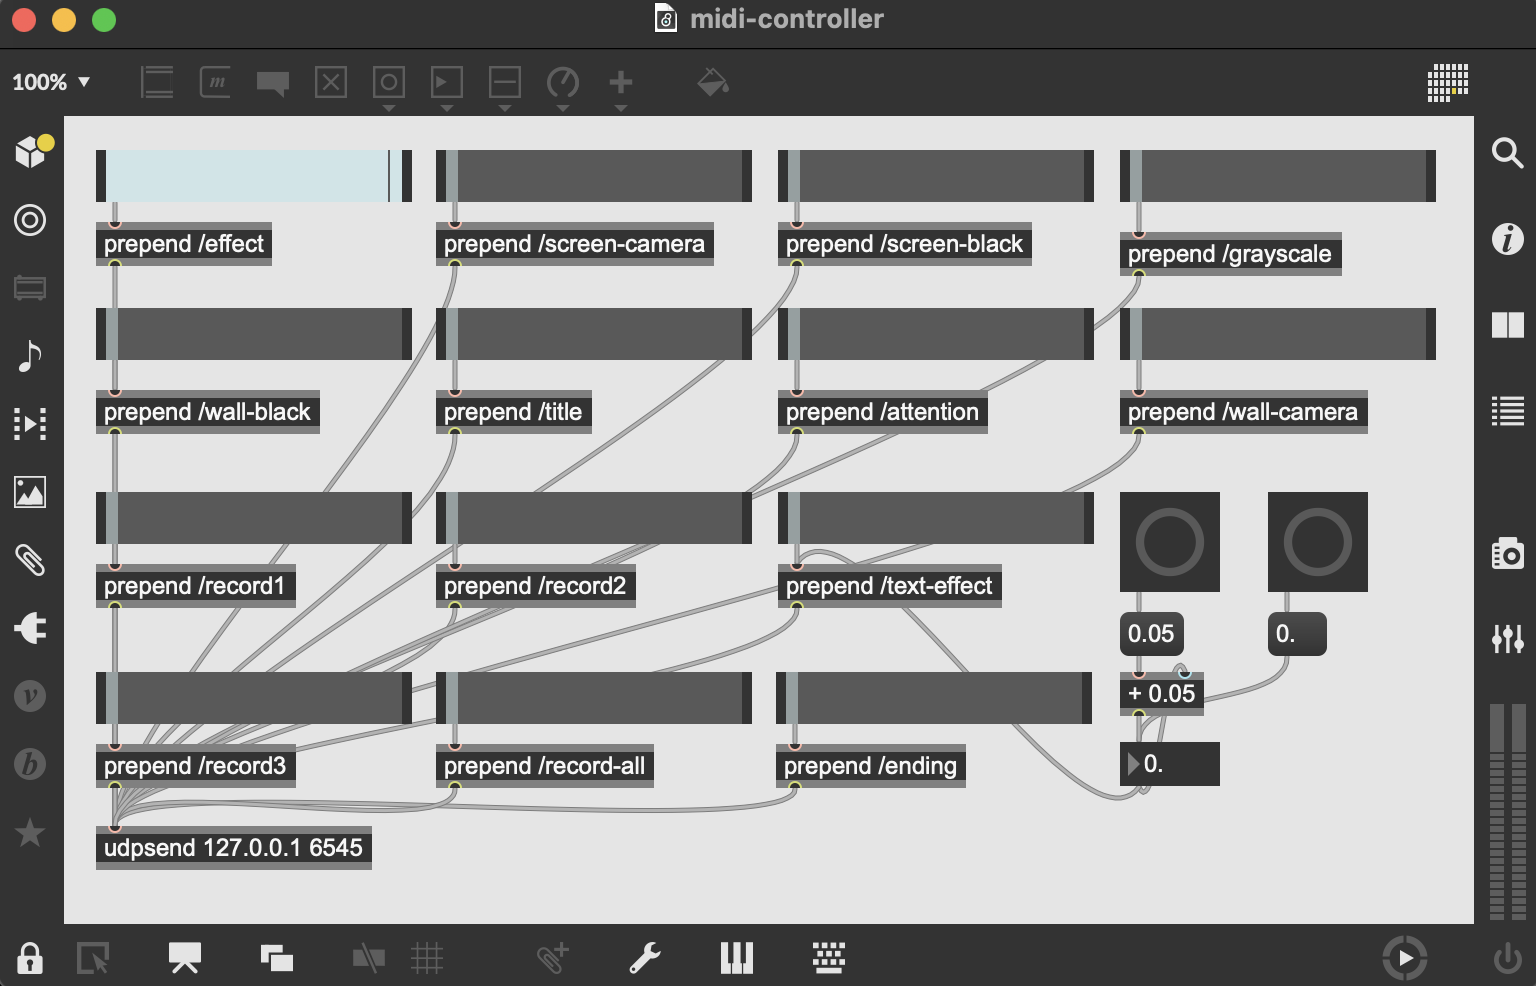 midi-controller
100%
m
prepend /effect
prepend /screen-camera
prepend /screen-black
prepend /grayscale
prepend /wall-black
prepend /title
prepend /attention
prepend /wall-camera
prepend /record1
prepend /record2
prepend /text-effect
0.05
0.
+ 0.05
prepend /record3
prepend /record-all
prepend /ending
0.
udpsend 127.0.0.1 6545
i
v
b